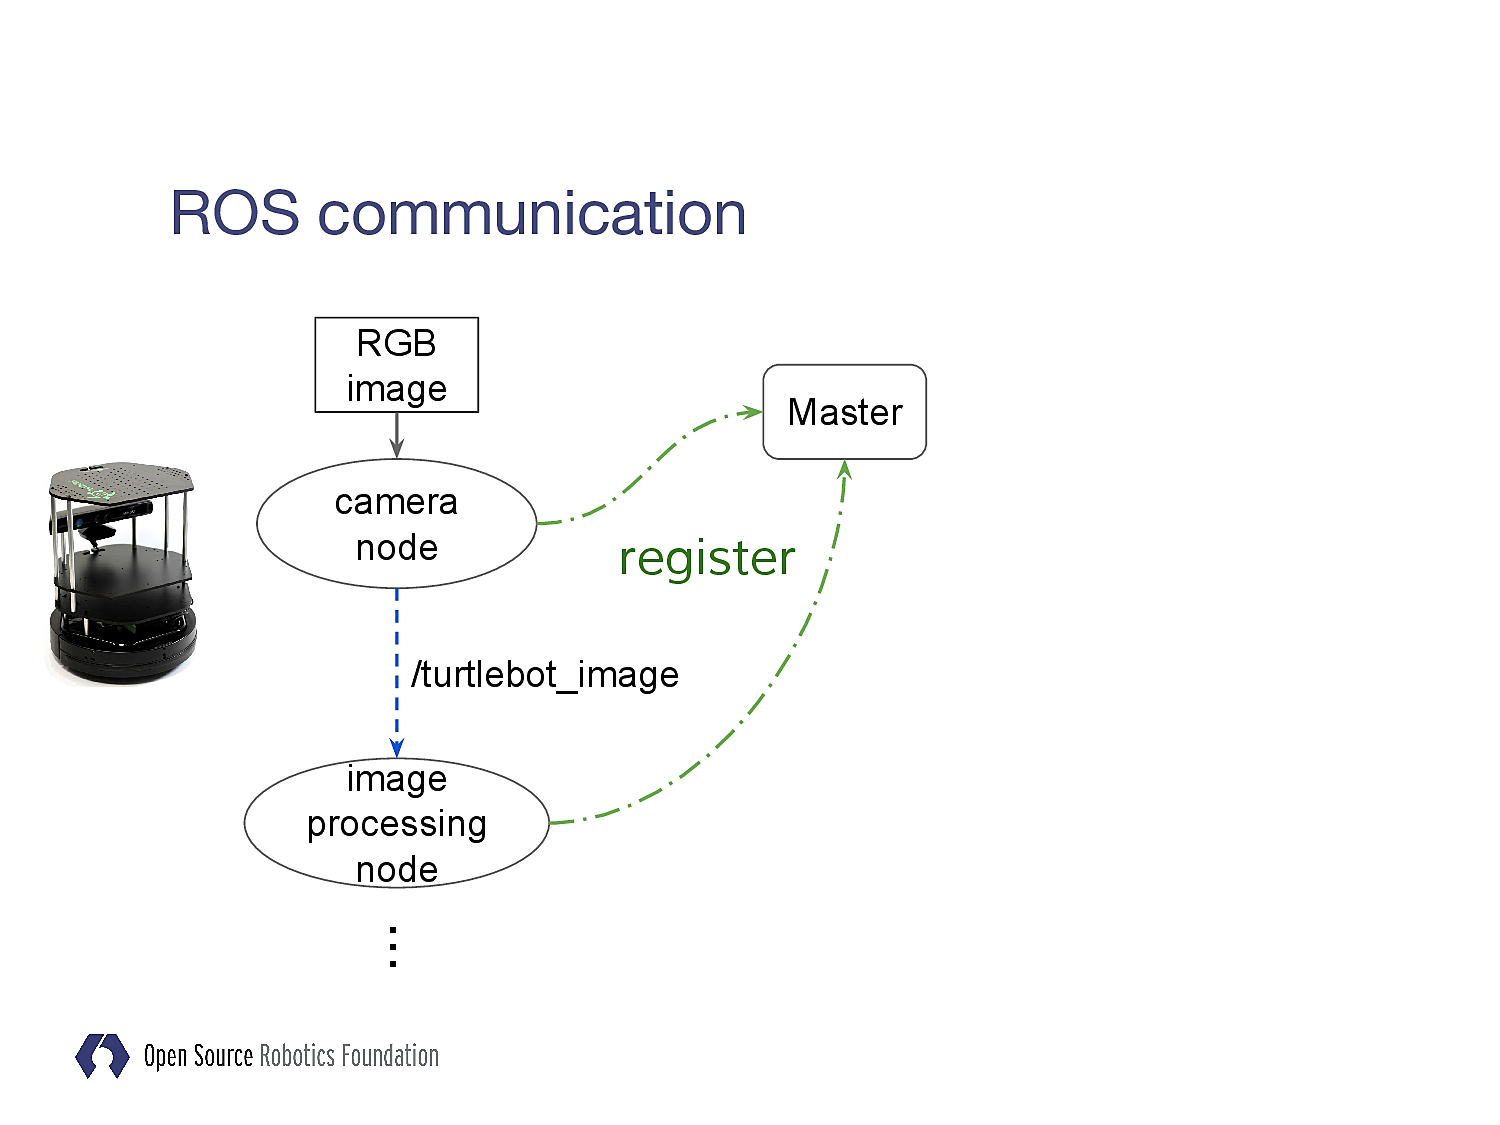 ROS communication
RGB
image
Master
camera
node
register
/turtlebot_image
image
processing
node
Open Source Robotics Foundation